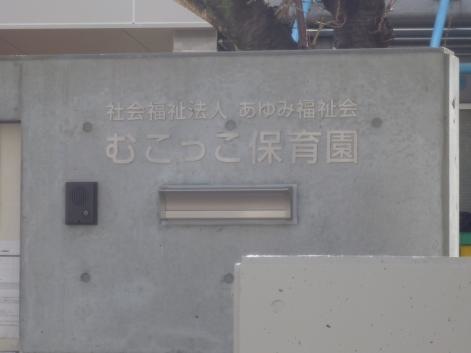 社会福祉法人 あゆみ福祉会
むこっこ保育園